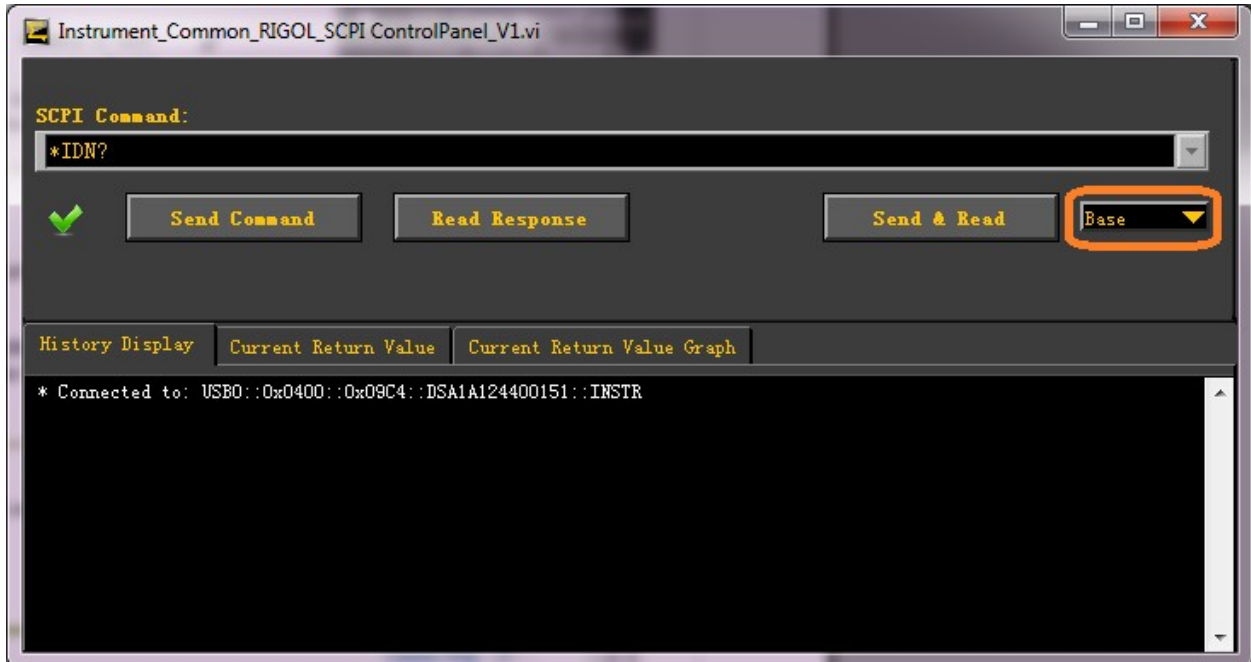 Instrument_Common_RIGOL_SCPI ControlPanel_V1.vi
SCPI Command:
*IDN?
Send Command
Read Response
Send & Read
Base
History Display
Current Return Value
Current Return Value Graph
* Connected to: USB0::0x0400::0x09C4::DSA1A124400151::INSTR